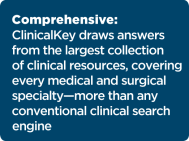 Comprehensive:
ClinicalKey draws answers
from the largest collection
of clinical resources, covering
every medical and surgical
specialty—more than any
conventional clinical search
engine